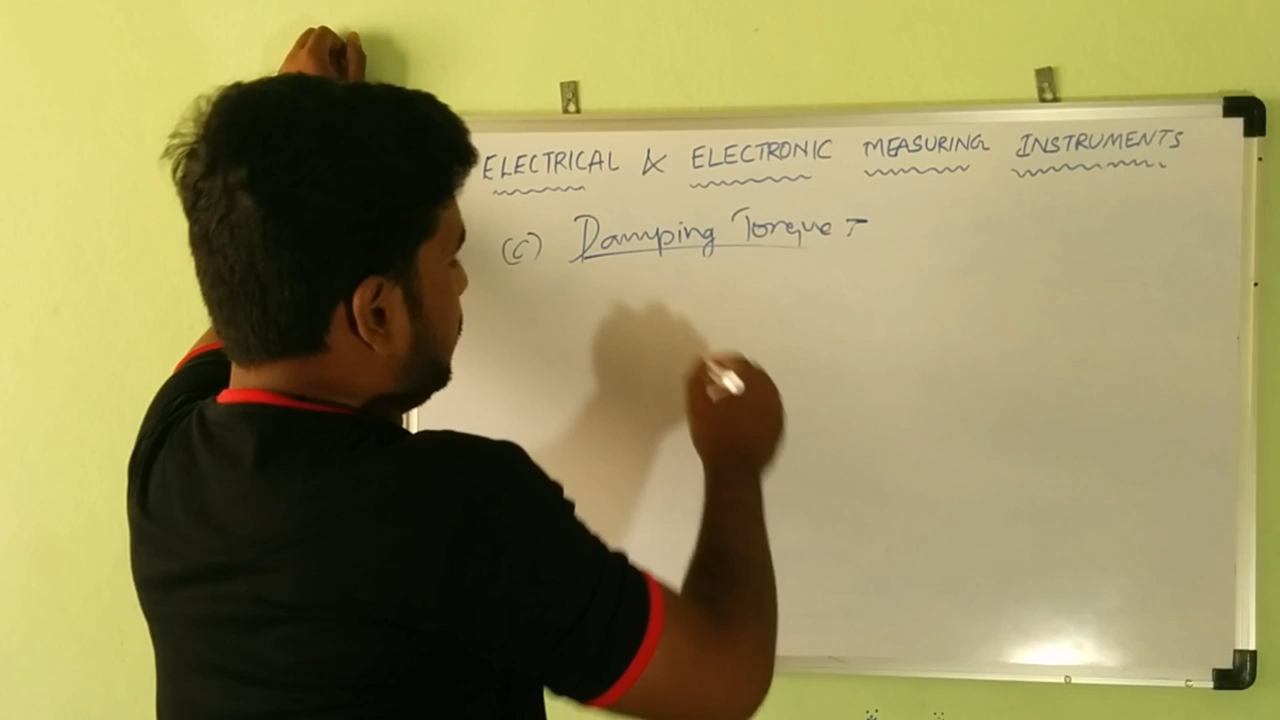 ELECTRICAL & ELECTRONIC MEASURING INSTRUMENTS
(C) Damping Torque :-